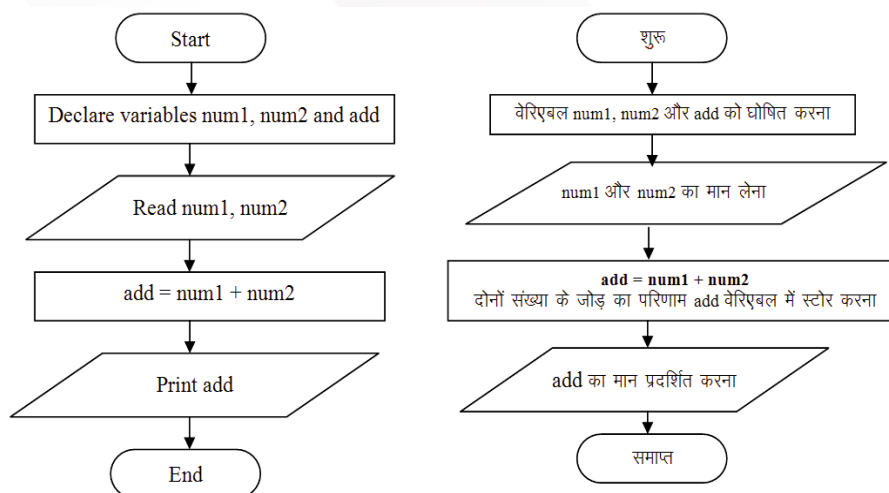 Start
Declare variables num1, num2 and add
Read num1, num2
add = num1 + num2
Print add
End
शुरू
वेरिएबल num1, num2 और add को घोषित करना
num1 और num2 का मान लेना
add = num1 + num2
दोनों संख्या के जोड़ का परिणाम add वेरिएबल में स्टोर करना
add का मान प्रदर्शित करना
समाप्त